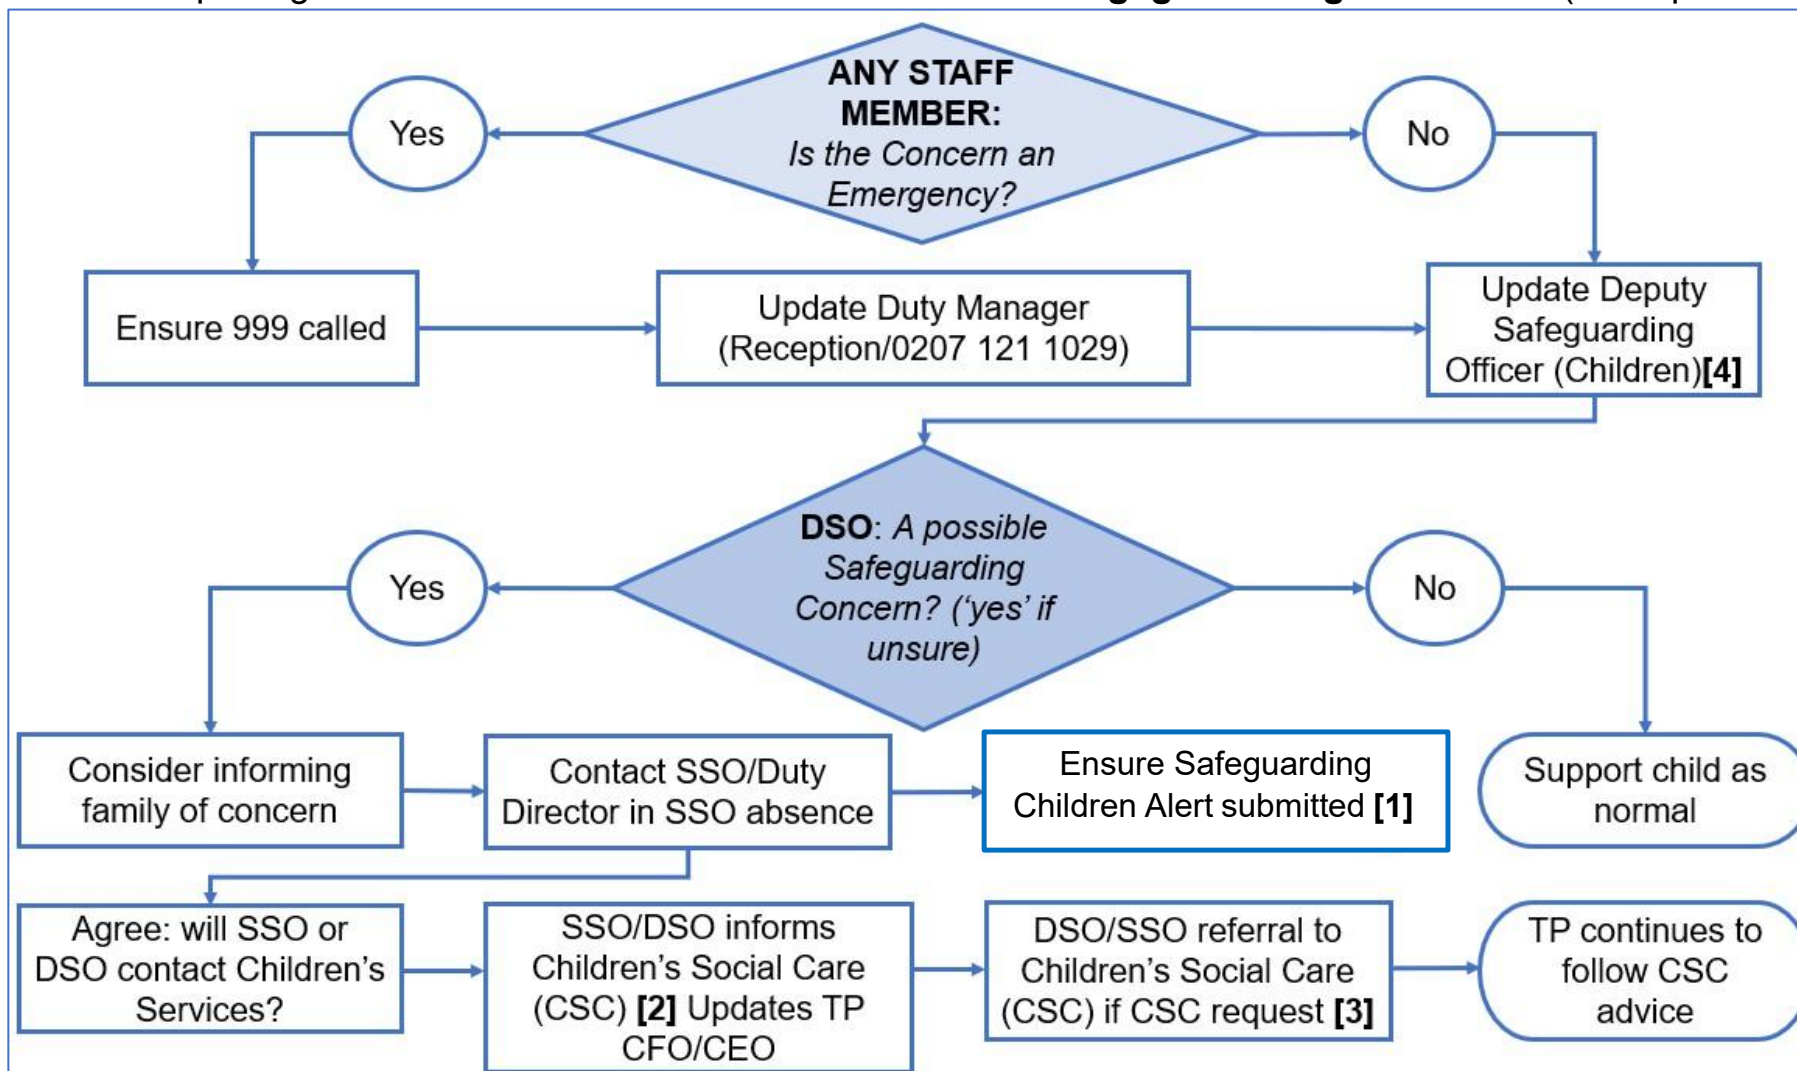 ANY STAFF
MEMBER:
Is the Concern an
Emergency?
Yes
No
Ensure 999 called
Update Duty Manager
(Reception/0207 121 1029)
Update Deputy
Safeguarding
Officer (Children)[4]
DSO: A possible
Safeguarding
Concern? (‘yes’ if
unsure)
Yes
No
Consider informing
family of concern
Contact SSO/Duty
Director in SSO absence
Ensure Safeguarding
Children Alert submitted [1]
Support child as
normal
Agree: will SSO or
DSO contact Children’s
Services?
SSO/DSO informs
Children’s Social Care
(CSC) [2] Updates TP
CFO/CEO
DSO/SSO referral to
Children’s Social Care
(CSC) if CSC request [3]
TP continues to
follow CSC
advice